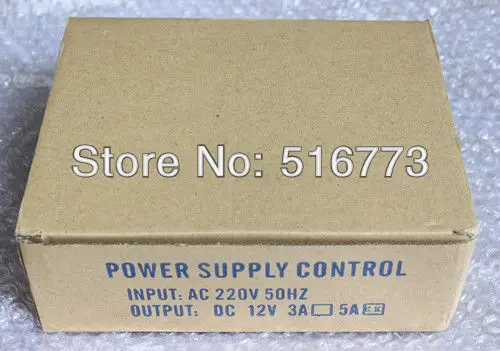 Store No: 516773
POWER SUPPLY CONTROL
INPUT: AC 220V 50HZ
OUTPUT: DC 12V 3A 5A